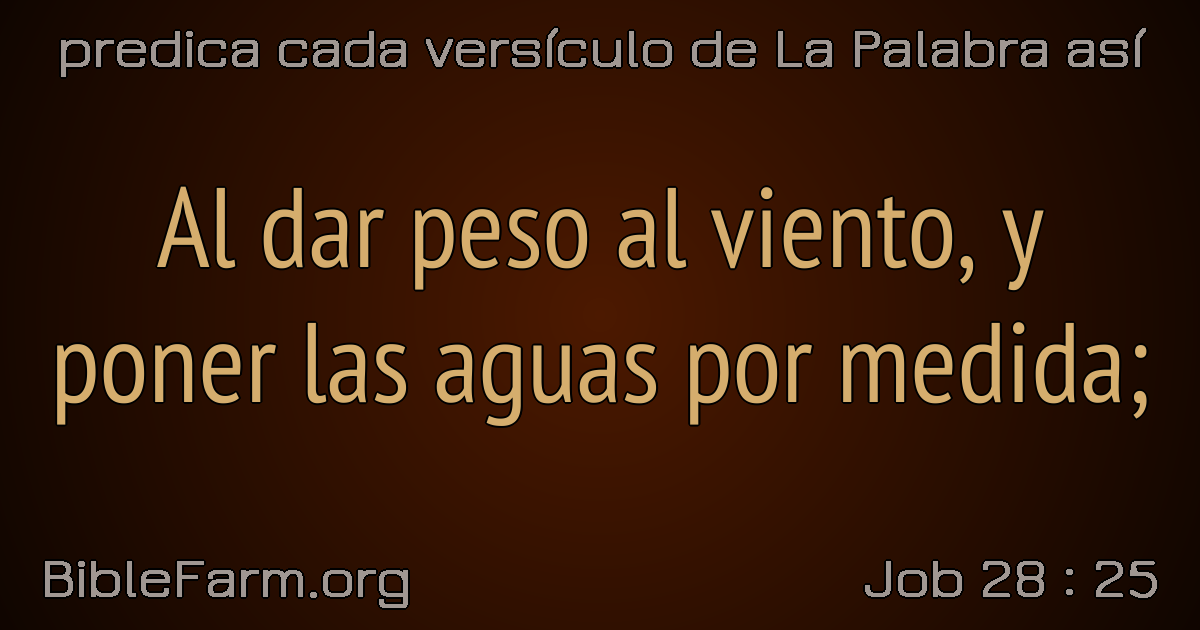 predica cada versículo de La Palabra así
Al dar peso al viento, y
poner las aguas por medida;
BibleFarm.org
Job 28 : 25